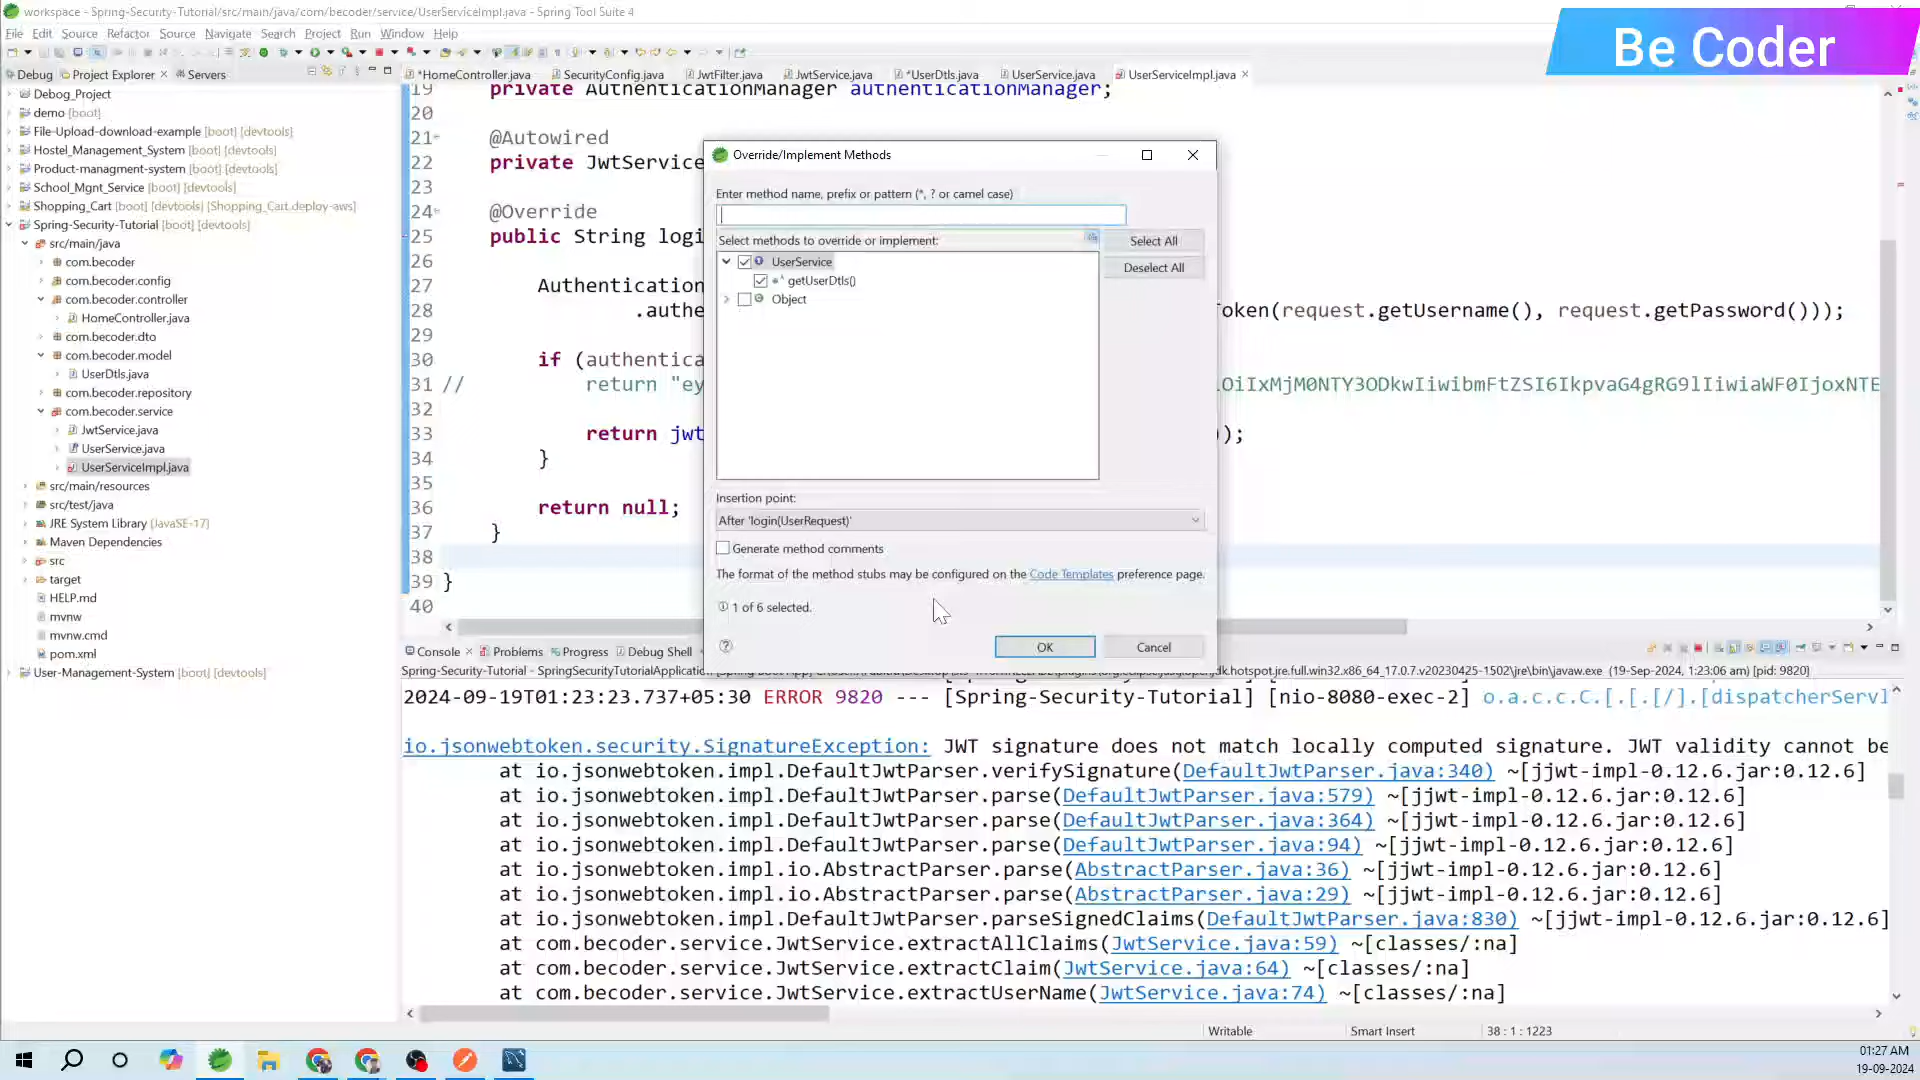 workspace - Spring-Security-Tutorial/src/main/java/com/becoder/service/UserServiceImpl.java - Spring Tool Suite 4
Be Coder
File Edit Source Refactor Source Navigate Search Project Run Window Help
Debug Project Explorer Servers
*HomeController.java SecurityConfig.java JwtFilter.java JwtService.java *UserDtls.java UserService.java UserServiceImpl.java
Debog_Project
demo [boot]
File-Upload-download-example [boot] [devtools]
Hostel_Management_System [boot] [devtools]
Product-managment-system [boot] [devtools]
School_Mgnt_Service [boot] [devtools]
Shopping_Cart [boot] [devtools] [Shopping_Cart.deploy-aws]
Spring-Security-Tutorial [boot] [devtools]
src/main/java
com.becoder
com.becoder.config
com.becoder.controller
HomeController.java
com.becoder.dto
com.becoder.model
UserDtls.java
com.becoder.repository
com.becoder.service
JwtService.java
UserService.java
UserServiceImpl.java
src/main/resources
src/test/java
JRE System Library [JavaSE-17]
Maven Dependencies
src
target
HELP.md
mvnw
mvnw.cmd
pom.xml
User-Management-System [boot] [devtools]
19 private AuthenticationManager authenticationManager;
20
21 @Autowired
22 private JwtService
23
24 @Override
25 public String logi
26
27 Authentication
28 .authe oken(request.getUsername(), request.getPassword()));
29
30 if (authentica
31 // return "ey OiIxMjM0NTY3ODkwIiwibmFtZSI6IkpvaG4gRG9lIiwiaWF0IjoxNTE
32
33 return jwt );
34 }
35
36 return null;
37 }
38
39 }
40
Override/Implement Methods
Enter method name, prefix or pattern (*, ? or camel case)
Select methods to override or implement:
Select All
UserService
Deselect All
getUserDtls()
Object
Insertion point:
After 'login(UserRequest)'
Generate method comments
The format of the method stubs may be configured on the Code Templates preference page.
1 of 6 selected.
OK Cancel
Console Problems Progress Debug Shell
Spring-Security-Tutorial - SpringSecurityTutorialApplication dk.hotspot.jre.full.win32.x86_64_17.0.7.v20230425-1502\jre\bin\javaw.exe (19-Sep-2024, 1:23:06 am) [pid: 9820]
2024-09-19T01:23:23.737+05:30 ERROR 9820 --- [Spring-Security-Tutorial] [nio-8080-exec-2] o.a.c.c.C.[.[.[/].[dispatcherServl
io.jsonwebtoken.security.SignatureException: JWT signature does not match locally computed signature. JWT validity cannot be
at io.jsonwebtoken.impl.DefaultJwtParser.verifySignature(DefaultJwtParser.java:340) ~[jjwt-impl-0.12.6.jar:0.12.6]
at io.jsonwebtoken.impl.DefaultJwtParser.parse(DefaultJwtParser.java:579) ~[jjwt-impl-0.12.6.jar:0.12.6]
at io.jsonwebtoken.impl.DefaultJwtParser.parse(DefaultJwtParser.java:364) ~[jjwt-impl-0.12.6.jar:0.12.6]
at io.jsonwebtoken.impl.DefaultJwtParser.parse(DefaultJwtParser.java:94) ~[jjwt-impl-0.12.6.jar:0.12.6]
at io.jsonwebtoken.impl.io.AbstractParser.parse(AbstractParser.java:36) ~[jjwt-impl-0.12.6.jar:0.12.6]
at io.jsonwebtoken.impl.io.AbstractParser.parse(AbstractParser.java:29) ~[jjwt-impl-0.12.6.jar:0.12.6]
at io.jsonwebtoken.impl.DefaultJwtParser.parseSignedClaims(DefaultJwtParser.java:830) ~[jjwt-impl-0.12.6.jar:0.12.6]
at com.becoder.service.JwtService.extractAllClaims(JwtService.java:59) ~[classes/:na]
at com.becoder.service.JwtService.extractClaim(JwtService.java:64) ~[classes/:na]
at com.becoder.service.JwtService.extractUserName(JwtService.java:74) ~[classes/:na]
Writable Smart Insert 38 : 1 : 1223
01:27 AM
19-09-2024